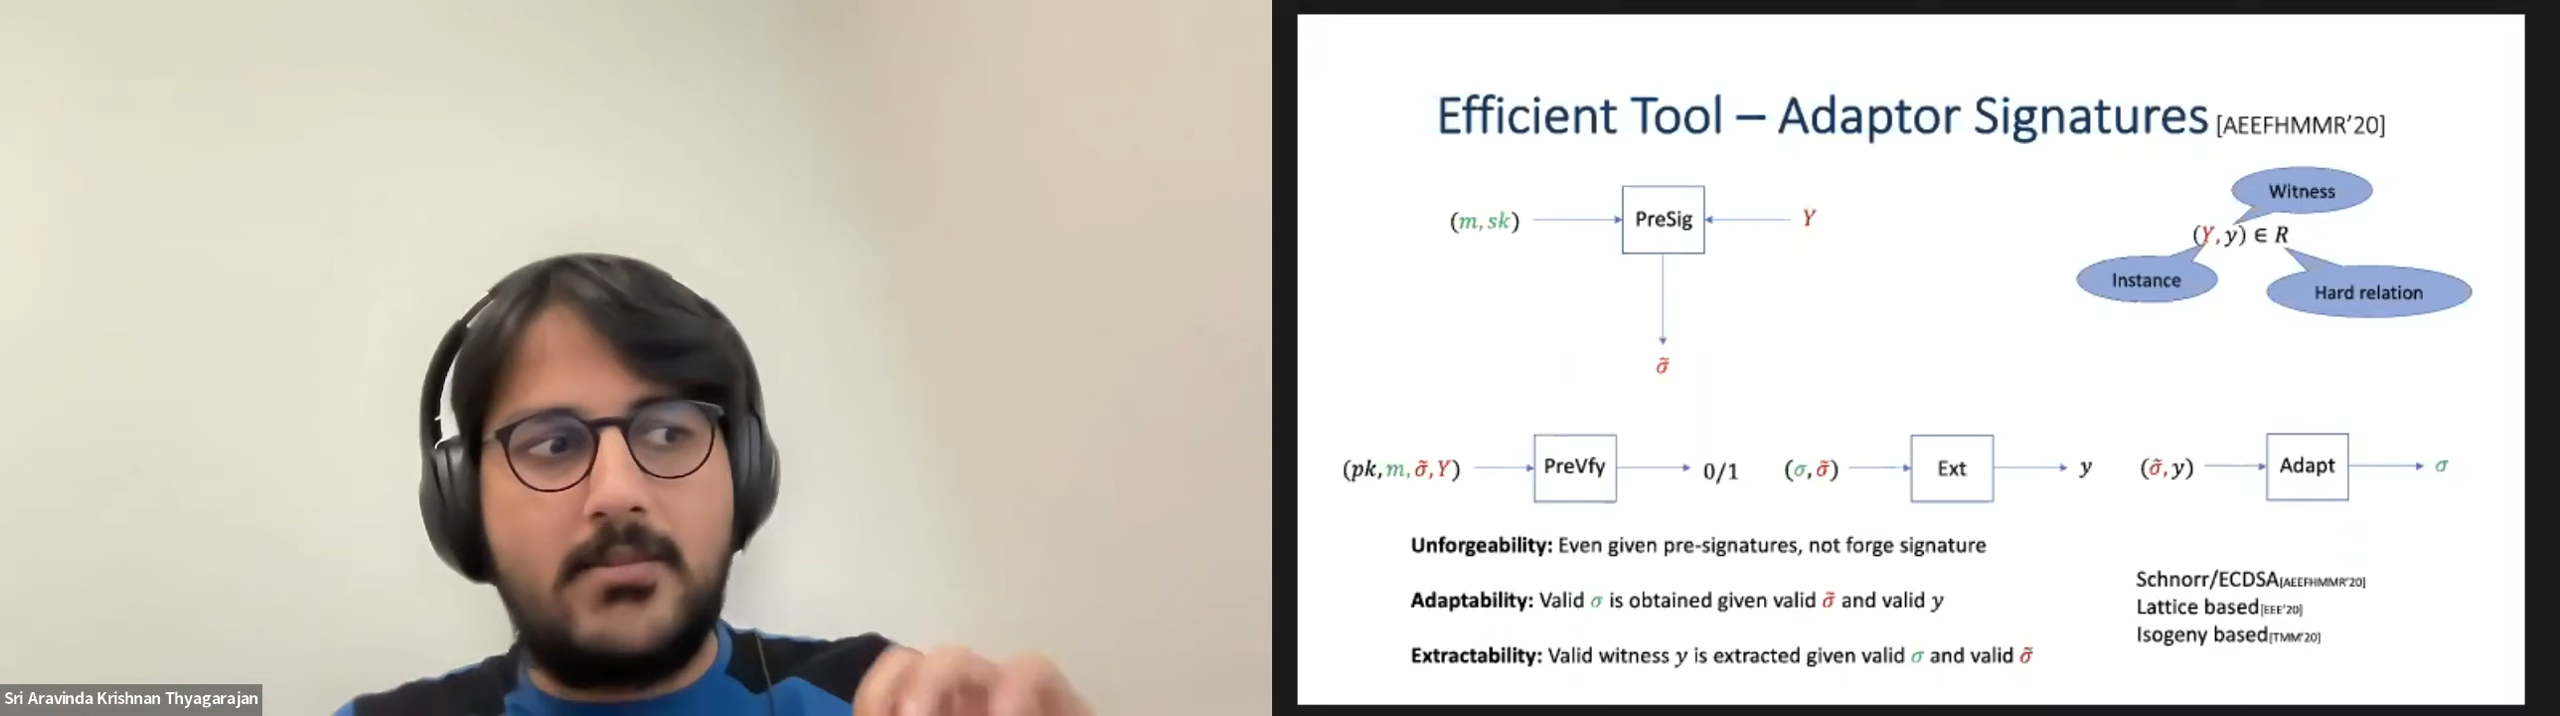 Sri Aravinda Krishnan Thyagarajan
Efficient Tool – Adaptor Signatures [AEEFHMMR'20]
Witness
(m, sk)
PreSig
Y
(Y, y) ∈ R
Instance
Hard relation
σ̃
(pk, m, σ̃, Y)
PreVfy
0/1
(σ, σ̃)
Ext
y
(σ̃, y)
Adapt
σ
Unforgeability: Even given pre-signatures, not forge signature
Adaptability: Valid σ is obtained given valid σ̃ and valid y
Extractability: Valid witness y is extracted given valid σ and valid σ̃
Schnorr/ECDSA[AEEFHMMR'20]
Lattice based[EEE'20]
Isogeny based[TMM'20]